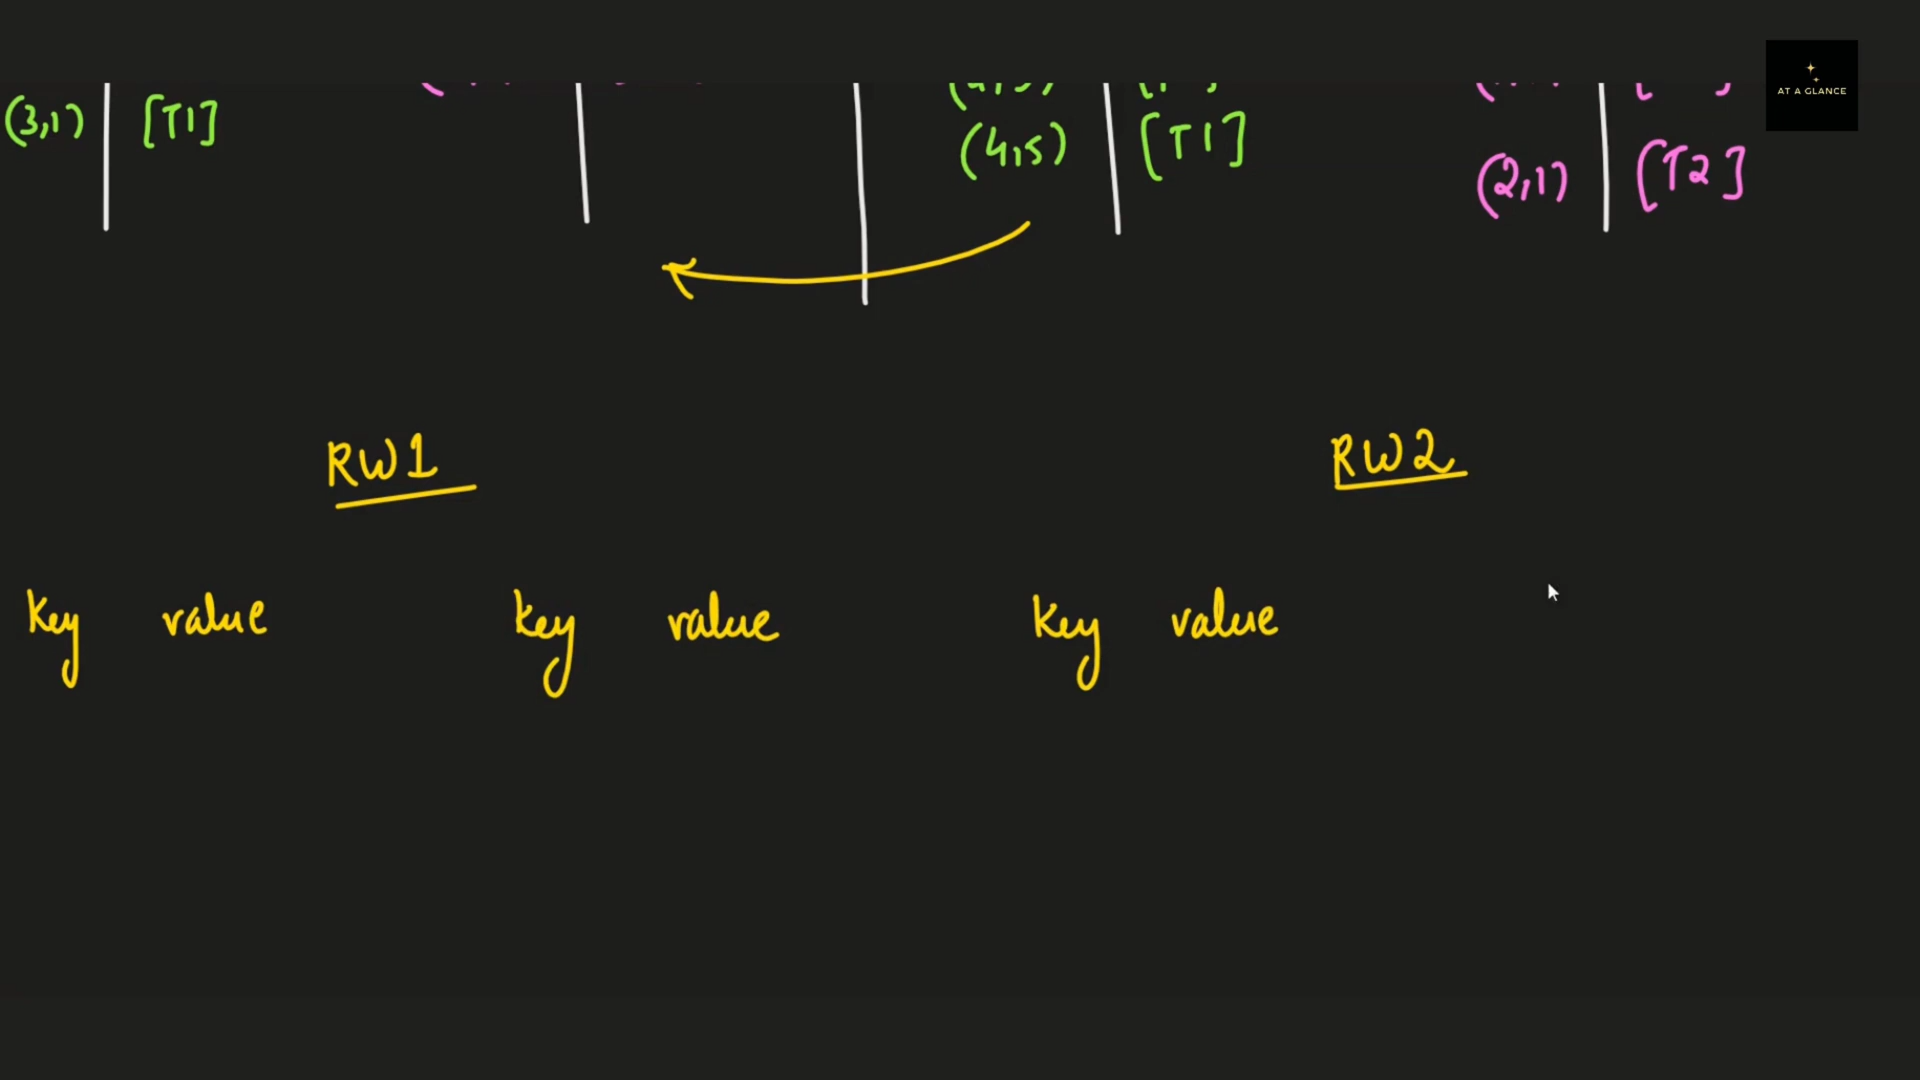 AT A GLANCE
(3,1) [T1]
(4,5) [T1]
(2,1) [T2]
RW1
RW2
key value key value key value